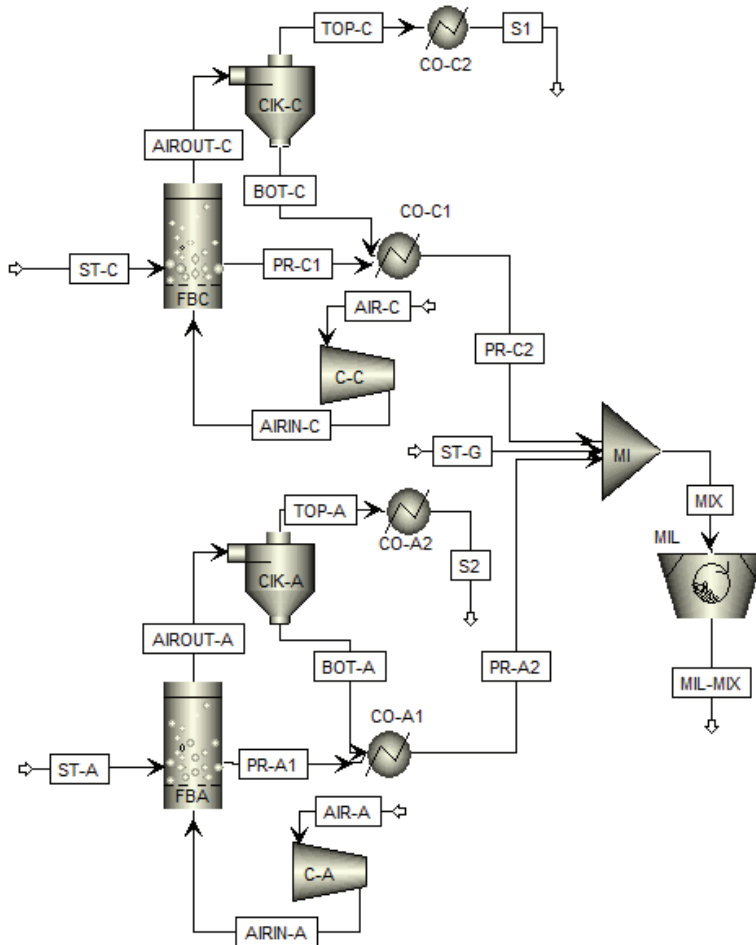 TOP-C
S1
CO-C2
CIK-C
AIROUT-C
BOT-C
CO-C1
ST-C
PR-C1
FBC
AIR-C
PR-C2
C-C
AIRIN-C
MI
ST-G
MIX
TOP-A
CO-A2
MIL
S2
CIK-A
AIROUT-A
BOT-A
PR-A2
MIL-MIX
CO-A1
ST-A
PR-A1
FBA
AIR-A
C-A
AIRIN-A